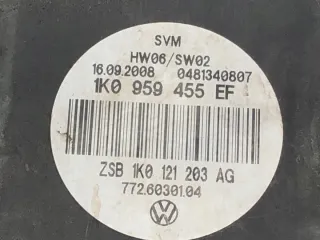 SVM
HW06/SW02
16.09.2008 0481340807
1K0 959 455 EF
ZSB 1K0 121 203 AG
772.60301.04